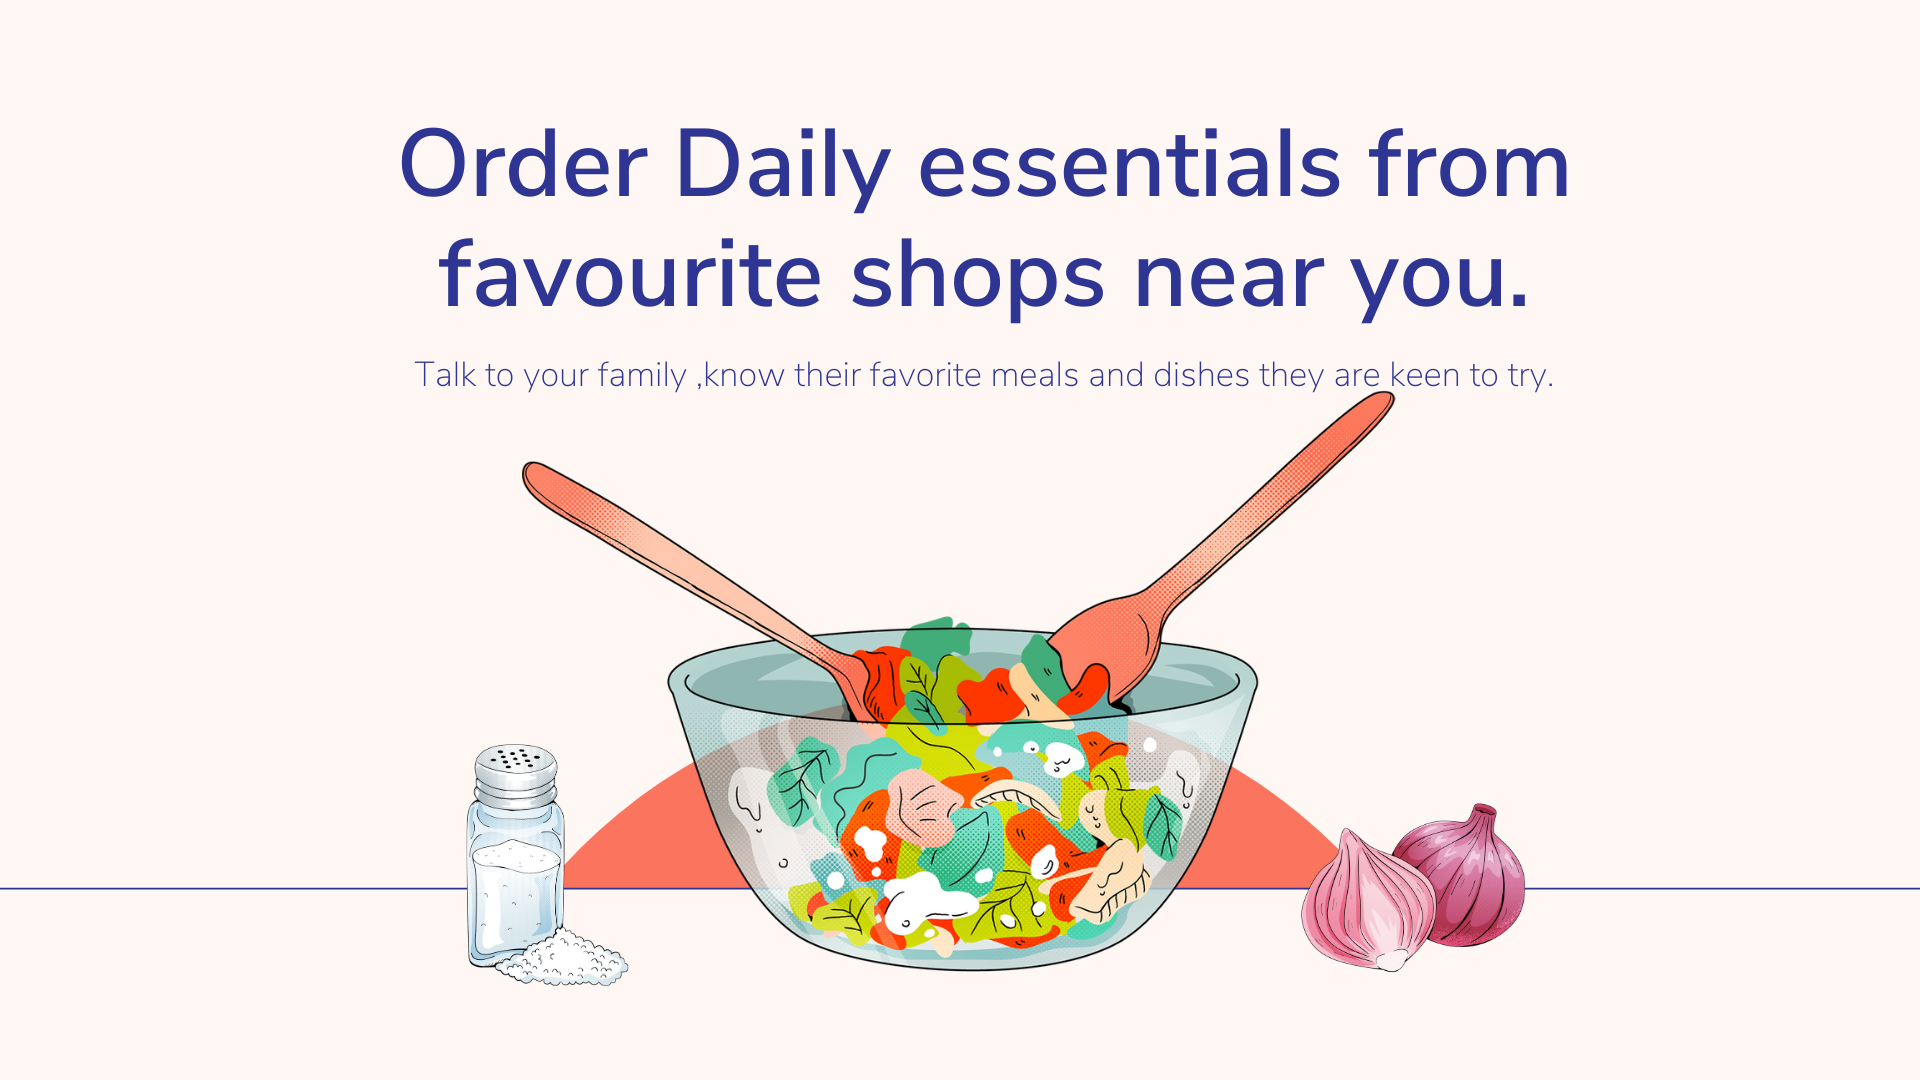 Order Daily essentials from
favourite shops near you.
Talk to your family ,know their favorite meals and dishes they are keen to try.